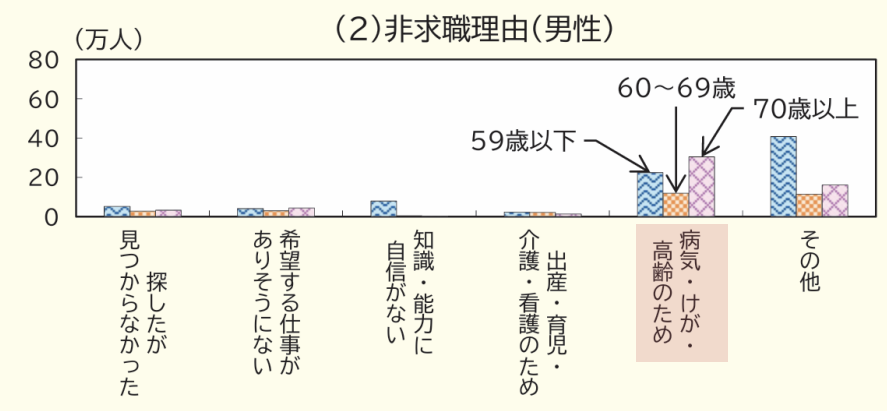 (2)非求職理由(男性)
(万人)
80
60
40
20
0
59歳以下
60～69歳
70歳以上
探したが
見つからなかった
希望する仕事が
ありそうにない
知識・能力に
自信がない
出産・育児・
介護・看護のため
病気・けが・
高齢のため
その他